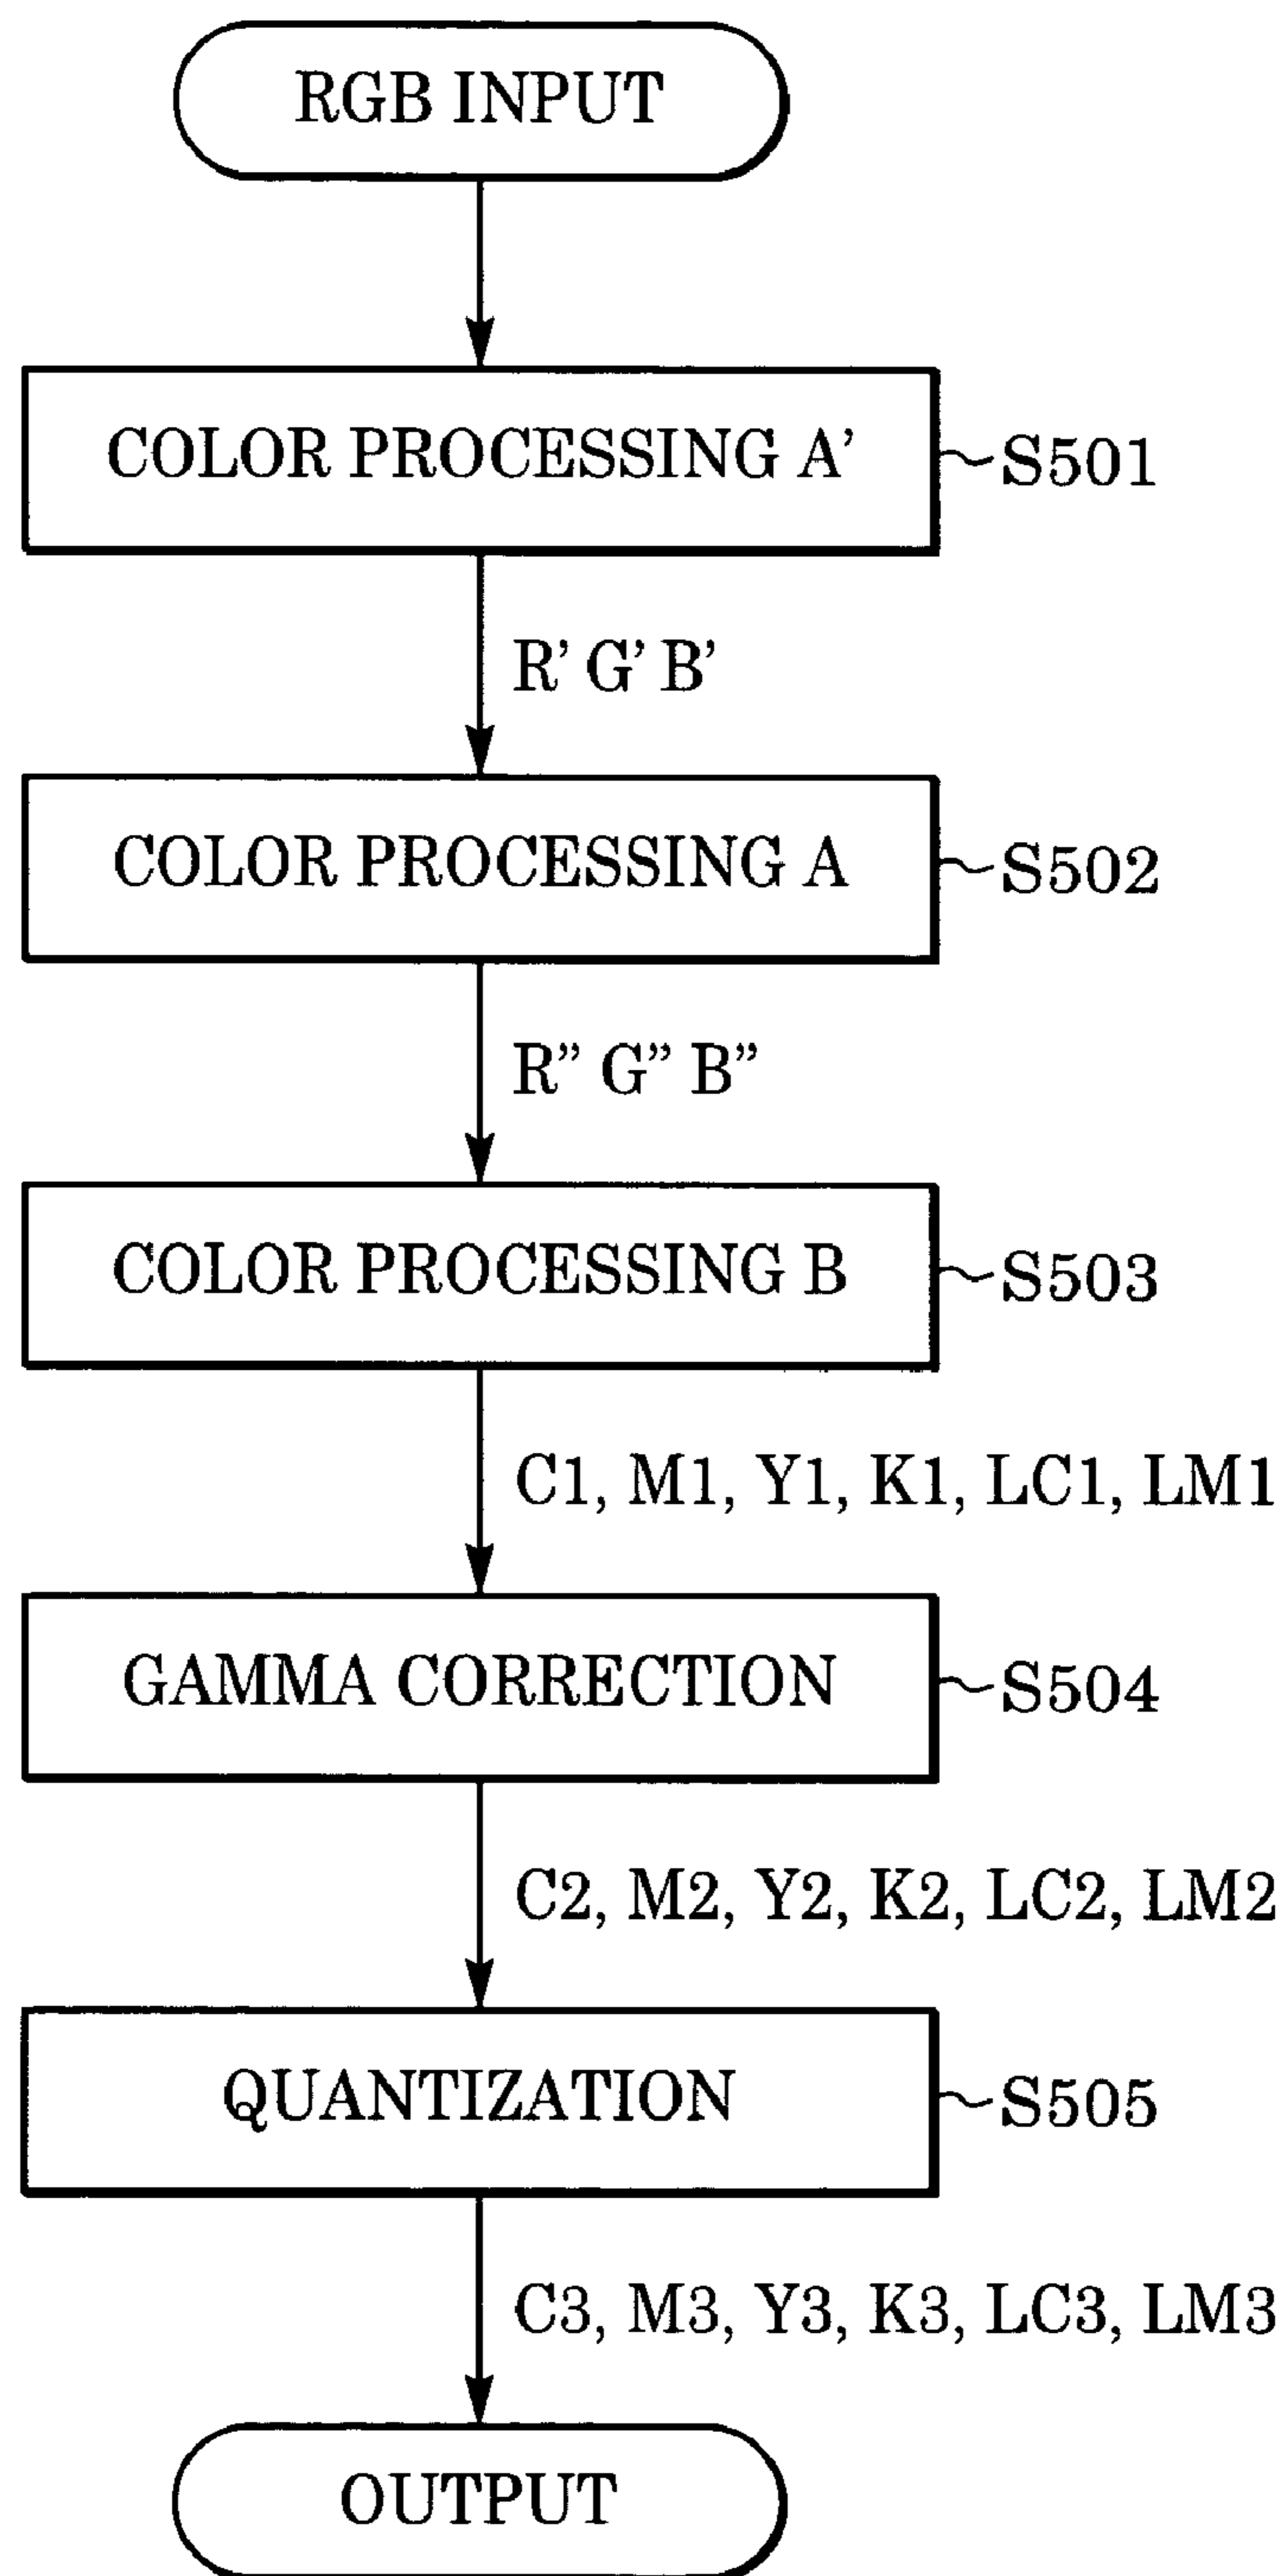 RGB INPUT
COLOR PROCESSING A'
S501
R' G' B'
COLOR PROCESSING A
S502
R” G” B”
COLOR PROCESSING B
S503
C1, M1, Y1, K1, LC1, LM1
GAMMA CORRECTION
S504
C2, M2, Y2, K2, LC2, LM2
QUANTIZATION
S505
C3, M3, Y3, K3, LC3, LM3
OUTPUT